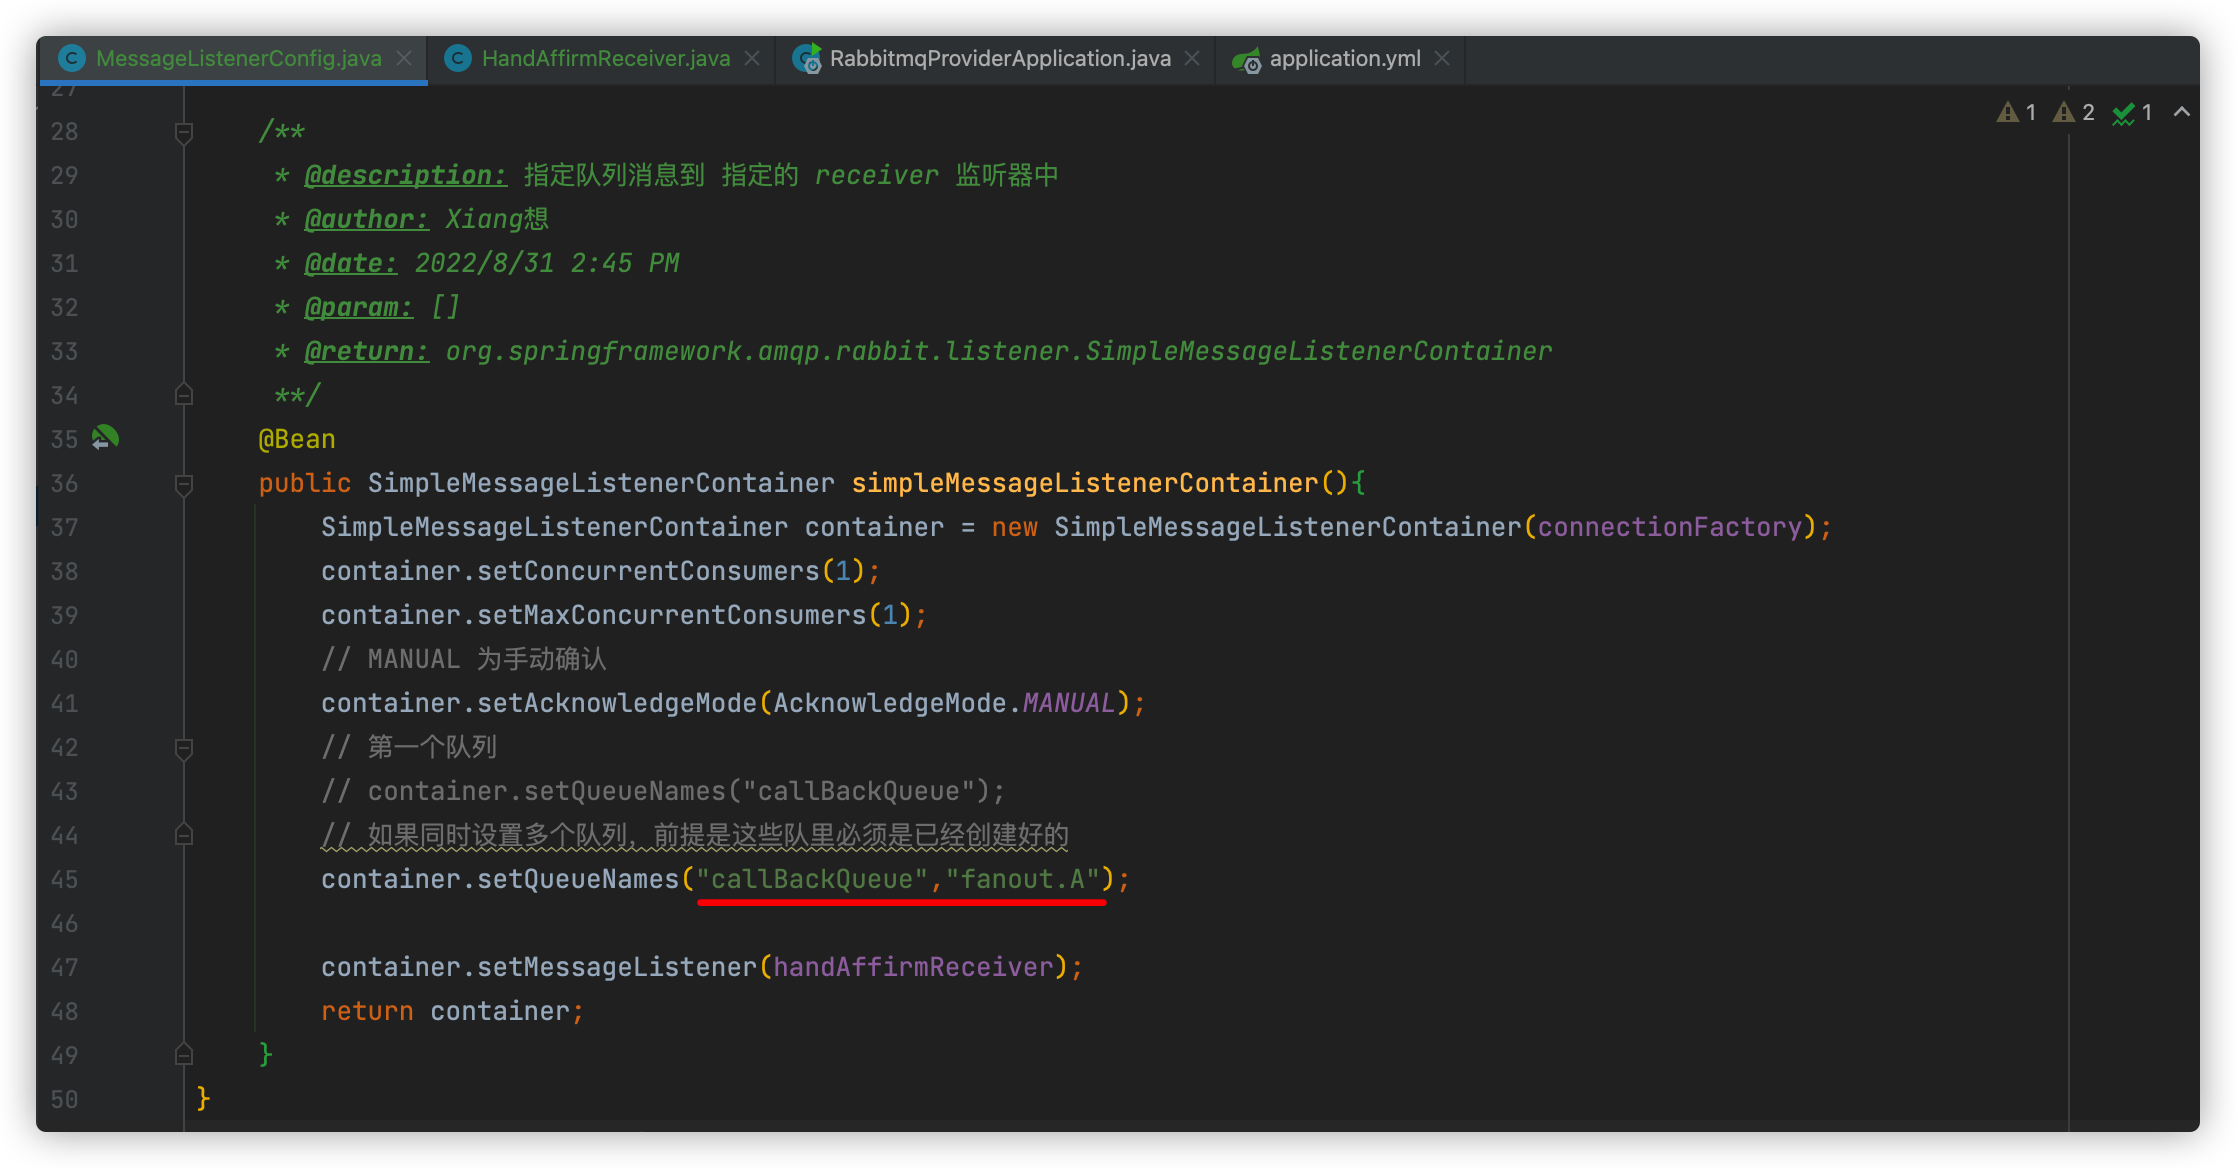 MessageListenerConfig.java HandAffirmReceiver.java RabbitmqProviderApplication.java application.yml
27
1 2 1
28 /**
29 * @description: 指定队列消息到 指定的 receiver 监听器中
30 * @author: Xiang想
31 * @date: 2022/8/31 2:45 PM
32 * @param: []
33 * @return: org.springframework.amqp.rabbit.listener.SimpleMessageListenerContainer
34 **/
35 @Bean
36 public SimpleMessageListenerContainer simpleMessageListenerContainer(){
37 SimpleMessageListenerContainer container = new SimpleMessageListenerContainer(connectionFactory);
38 container.setConcurrentConsumers(1);
39 container.setMaxConcurrentConsumers(1);
40 // MANUAL 为手动确认
41 container.setAcknowledgeMode(AcknowledgeMode.MANUAL);
42 // 第一个队列
43 // container.setQueueNames("callBackQueue");
44 // 如果同时设置多个队列，前提是这些队里必须是已经创建好的
45 container.setQueueNames("callBackQueue","fanout.A");
46
47 container.setMessageListener(handAffirmReceiver);
48 return container;
49 }
50 }